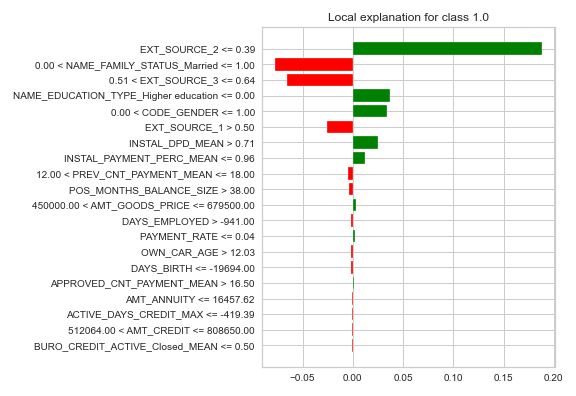 Local explanation for class 1.0
EXT_SOURCE_2 <= 0.39
0.00 < NAME_FAMILY_STATUS_Married <= 1.00
0.51 < EXT_SOURCE_3 <= 0.64
NAME_EDUCATION_TYPE_Higher education <= 0.00
0.00 < CODE_GENDER <= 1.00
EXT_SOURCE_1 > 0.50
INSTAL_DPD_MEAN > 0.71
INSTAL_PAYMENT_PERC_MEAN <= 0.96
12.00 < PREV_CNT_PAYMENT_MEAN <= 18.00
POS_MONTHS_BALANCE_SIZE > 38.00
450000.00 < AMT_GOODS_PRICE <= 679500.00
DAYS_EMPLOYED > -941.00
PAYMENT_RATE <= 0.04
OWN_CAR_AGE > 12.03
DAYS_BIRTH <= -19694.00
APPROVED_CNT_PAYMENT_MEAN > 16.50
AMT_ANNUITY <= 16457.62
ACTIVE_DAYS_CREDIT_MAX <= -419.39
512064.00 < AMT_CREDIT <= 808650.00
BURO_CREDIT_ACTIVE_Closed_MEAN <= 0.50
−0.05 0.00 0.05 0.10 0.15 0.20